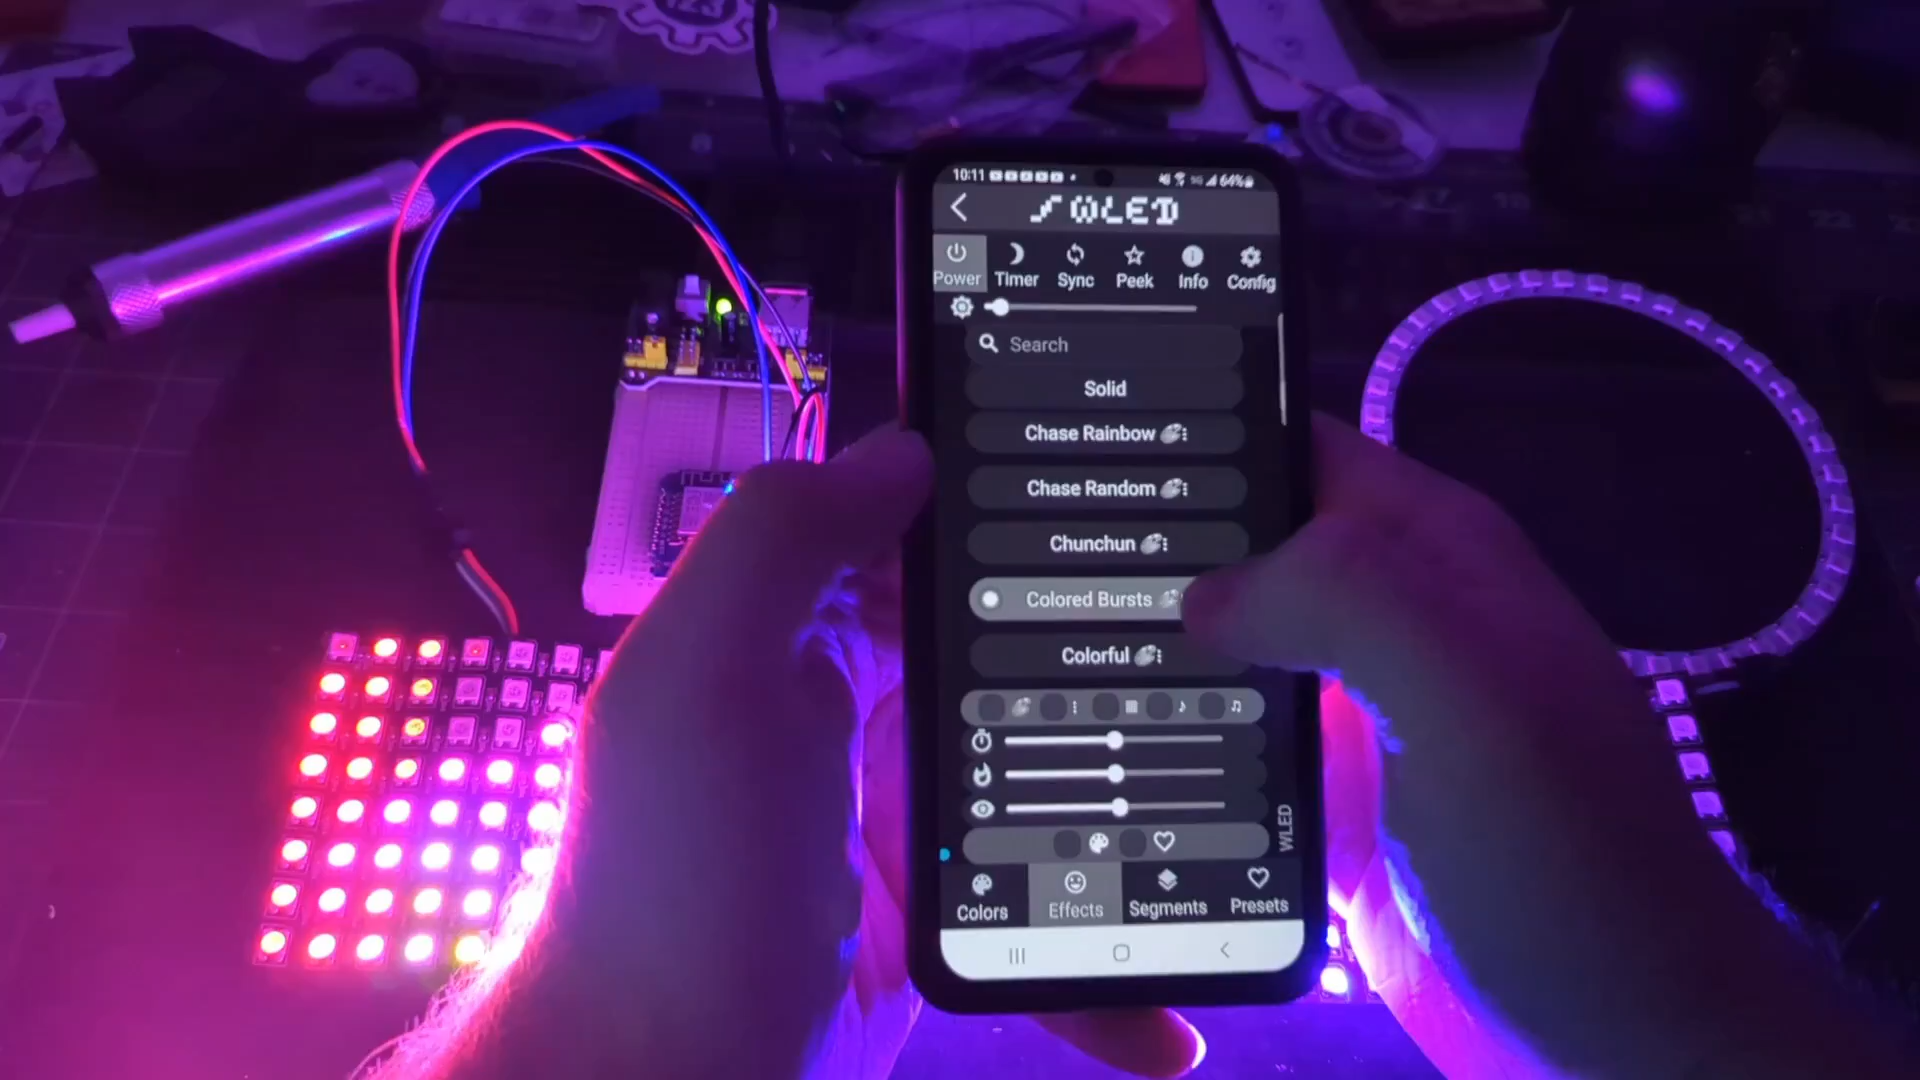 10:11 5G 64%
WLED
Power Timer Sync Peek Info Config
Search
Solid
Chase Rainbow
Chase Random
Chunchun
Colored Bursts
Colorful
WLED
Colors Effects Segments Presets